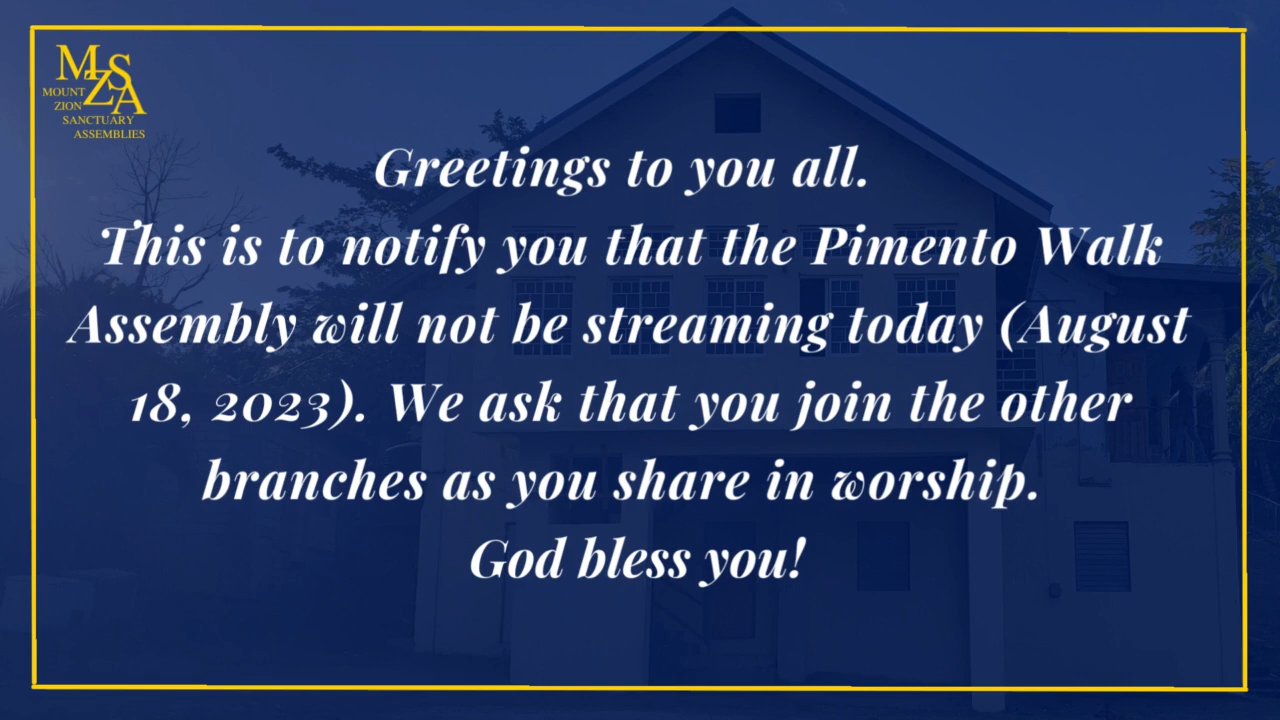 MZSA
MOUNT
ZION
SANCTUARY
ASSEMBLIES
Greetings to you all.
This is to notify you that the Pimento Walk
Assembly will not be streaming today (August
18, 2023). We ask that you join the other
branches as you share in worship.
God bless you!